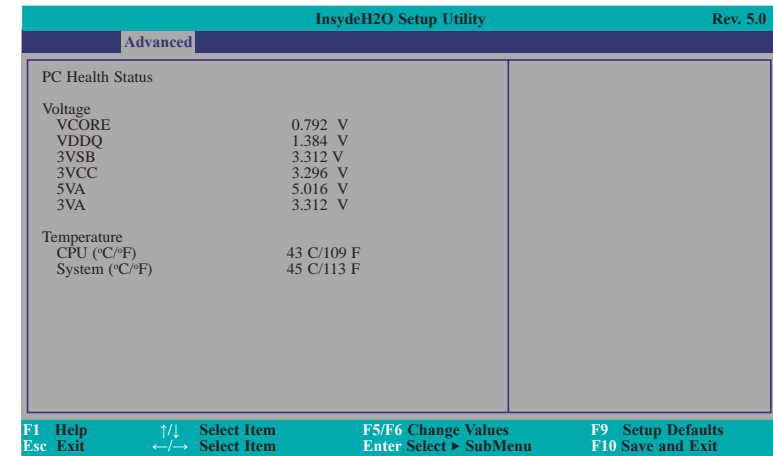 InsydeH2O Setup Utility Rev. 5.0
Advanced
PC Health Status
Voltage
VCORE 0.792 V
VDDQ 1.384 V
3VSB 3.312 V
3VCC 3.296 V
5VA 5.016 V
3VA 3.312 V
Temperature
CPU (°C/°F) 43 C/109 F
System (°C/°F) 45 C/113 F
F1 Help ↑/↓ Select Item F5/F6 Change Values F9 Setup Defaults
Esc Exit ←/→ Select Item Enter Select ► SubMenu F10 Save and Exit